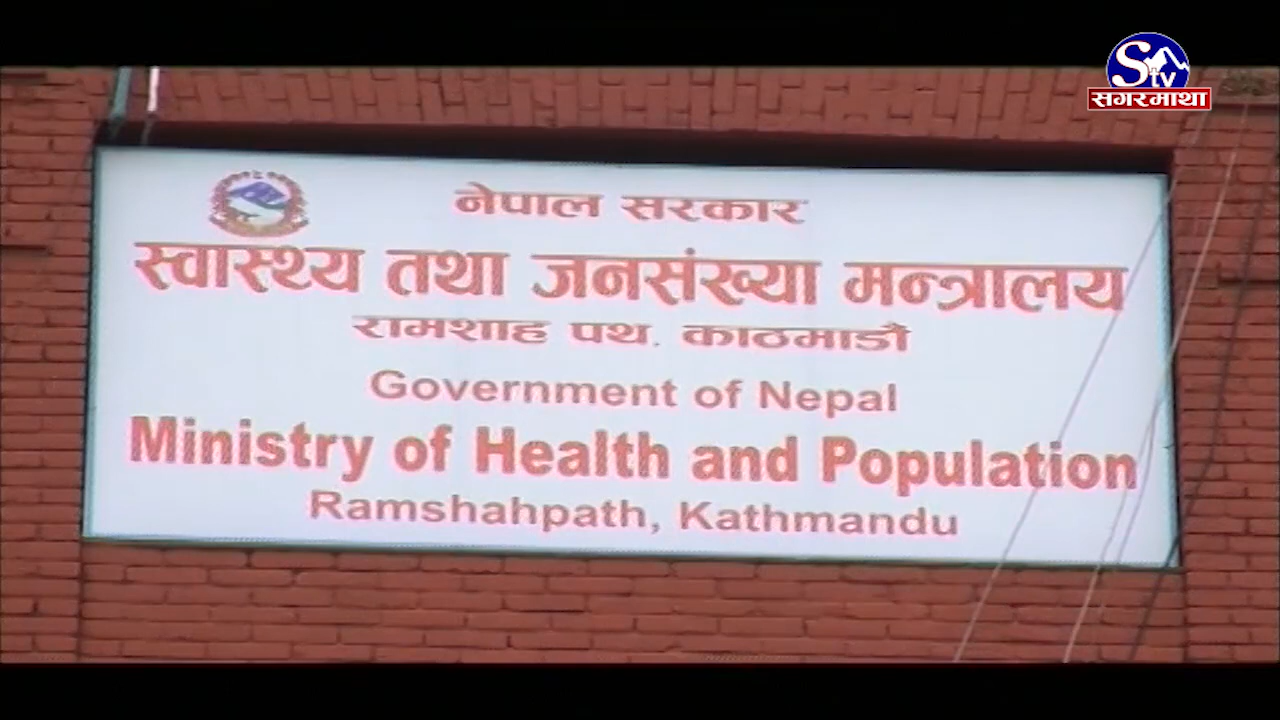 STV
सगरमाथा
नेपाल सरकार
स्वास्थ्य तथा जनसंख्या मन्त्रालय
रामशाह पथ, काठमाडौं
Government of Nepal
Ministry of Health and Population
Ramshahpath, Kathmandu